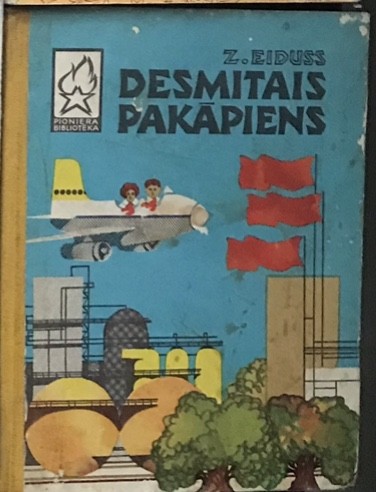 Z. EIDUSS
DESMITAIS
PAKĀPIENS
PIONIERA
BIBLIOTEKA